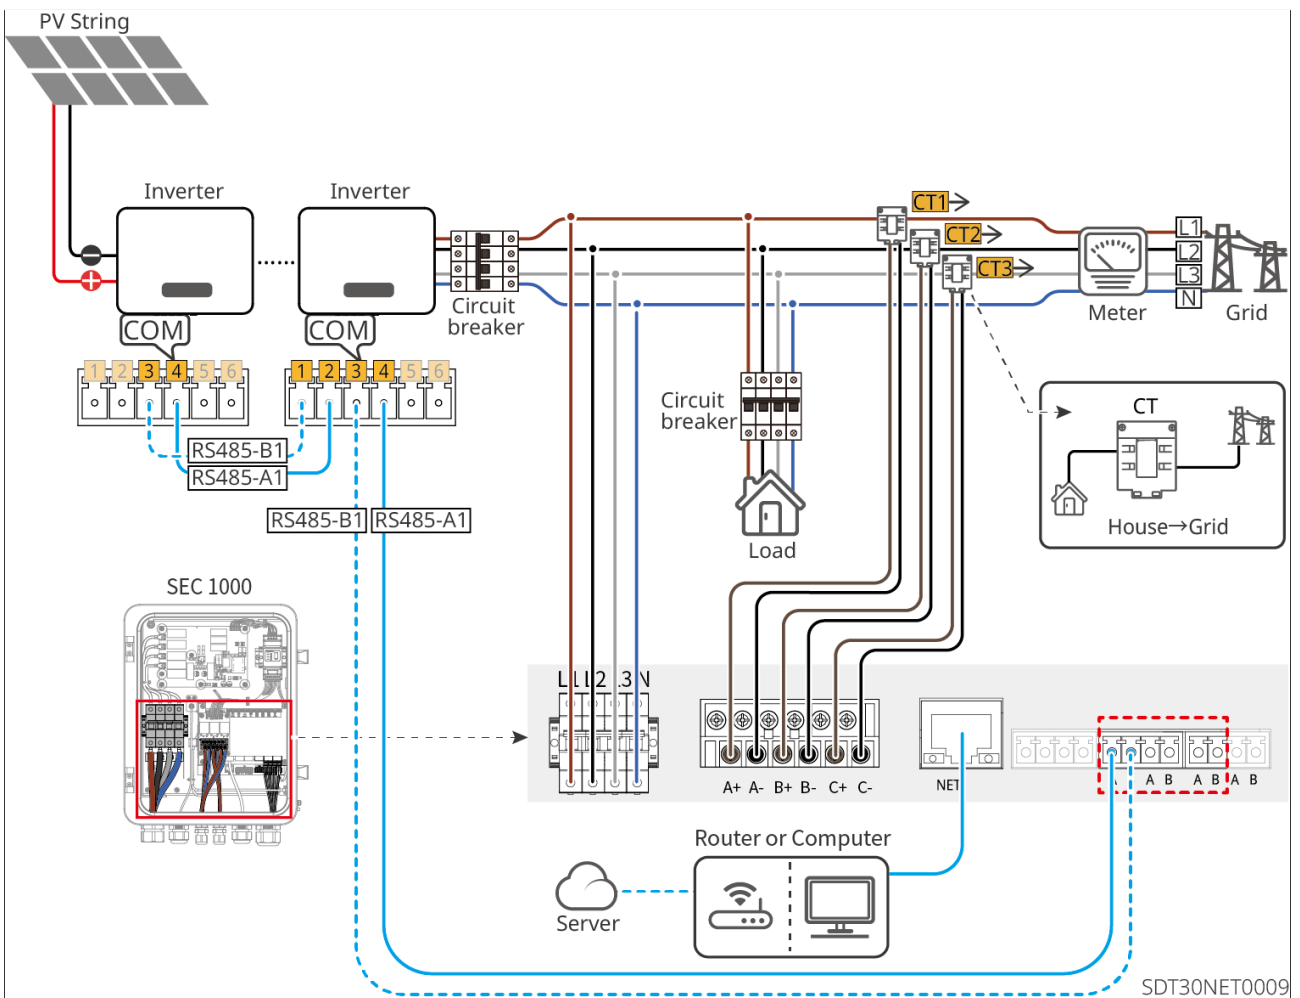 PV String
Inverter
Inverter
CT1
CT2
CT3
L1
L2
L3
N
COM
COM
Circuit
breaker
Meter
Grid
1 2 3 4 5 6
1 2 3 4 5 6
Circuit
breaker
CT
RS485-B1
RS485-A1
RS485-B1
RS485-A1
House→Grid
Load
SEC 1000
L1 L2 L3 N
A+ A- B+ B- C+ C-
NET
A A B A B A B
Router or Computer
Server
SDT30NET0009